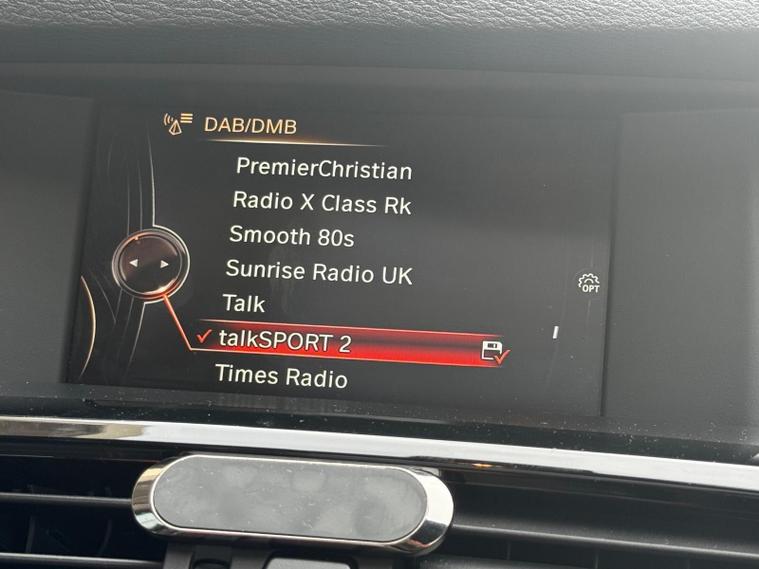 DAB/DMB
PremierChristian
Radio X Class Rk
Smooth 80s
Sunrise Radio UK
OPT
Talk
talkSPORT 2
Times Radio